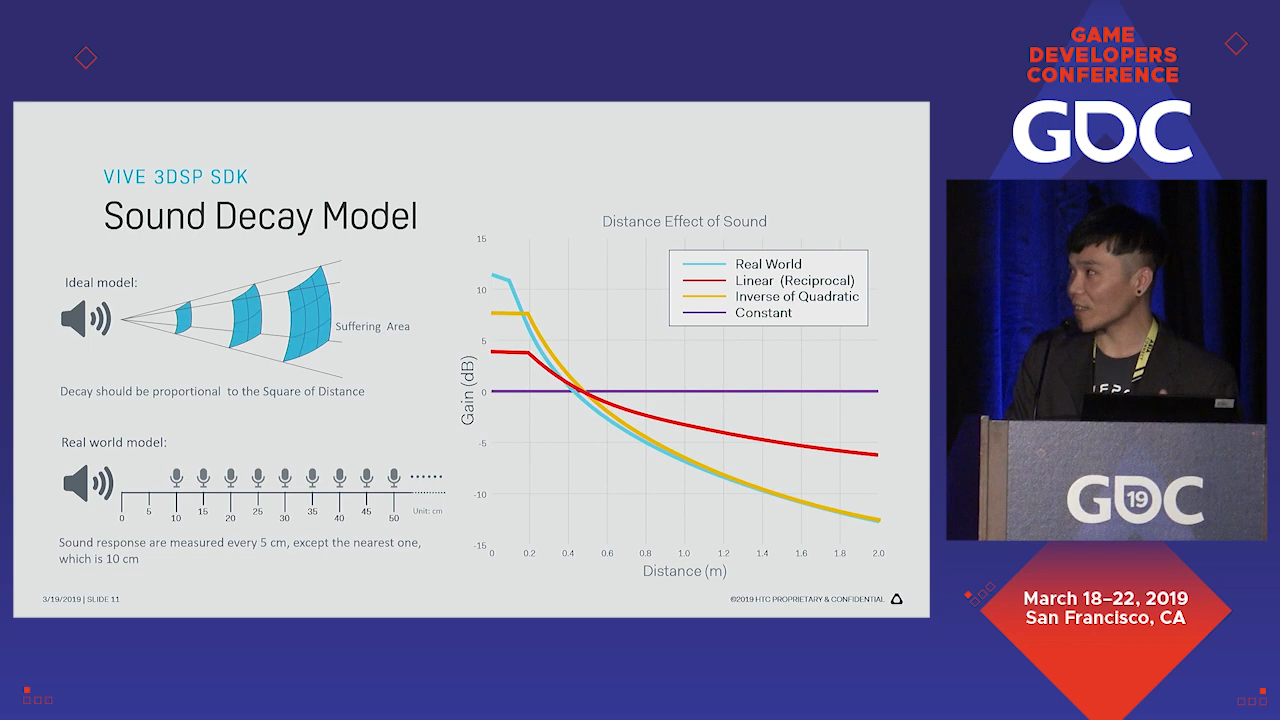 GAME
DEVELOPERS
CONFERENCE
GDC
VIVE 3DSP SDK
Sound Decay Model
Ideal model:
Suffering Area
Decay should be proportional to the Square of Distance
Real world model:
0 5 10 15 20 25 30 35 40 45 50 Unit: cm
Sound response are measured every 5 cm, except the nearest one,
which is 10 cm
Distance Effect of Sound
Real World
Linear (Reciprocal)
Inverse of Quadratic
Constant
Gain (dB)
15
10
5
0
-5
-10
-15
0 0.2 0.4 0.6 0.8 1.0 1.2 1.4 1.6 1.8 2.0
Distance (m)
3/19/2019 | SLIDE 11
©2019 HTC PROPRIETARY & CONFIDENTIAL
GDC
19
March 18–22, 2019
San Francisco, CA